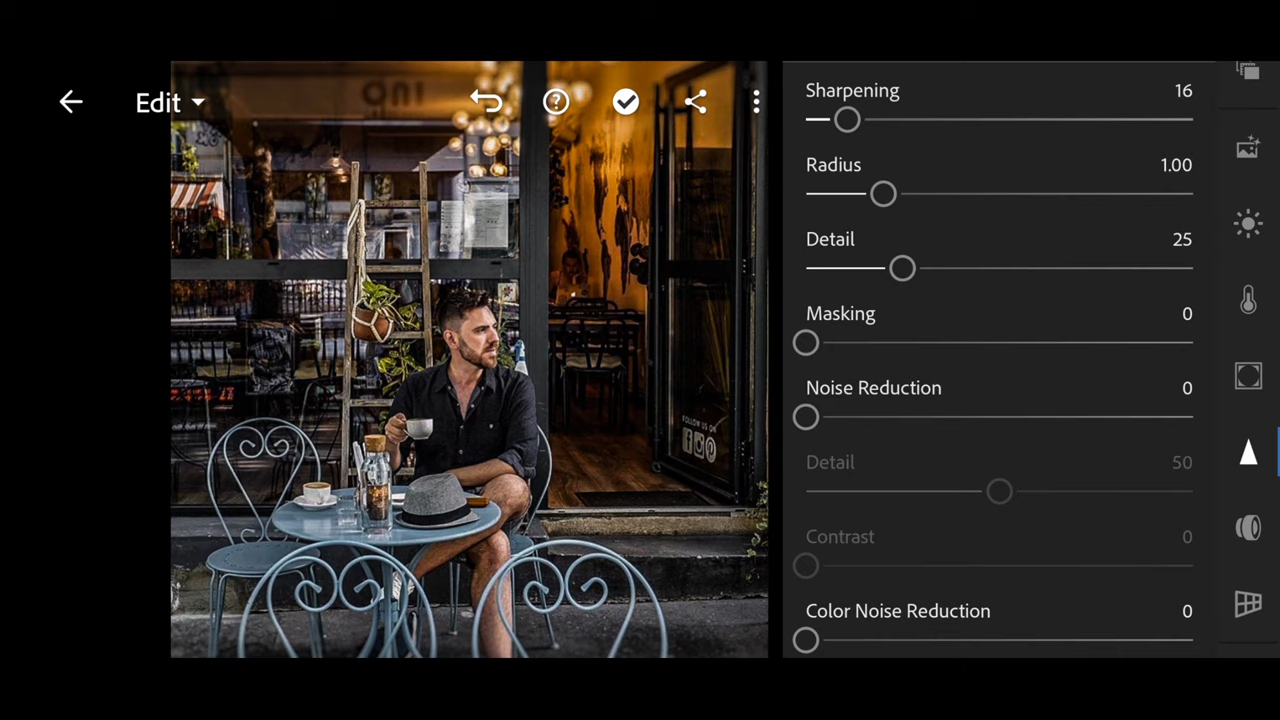 Edit
INO
FOLLOW US ON
Sharpening 16
Radius 1.00
Detail 25
Masking 0
Noise Reduction 0
Detail 50
Contrast 0
Color Noise Reduction 0